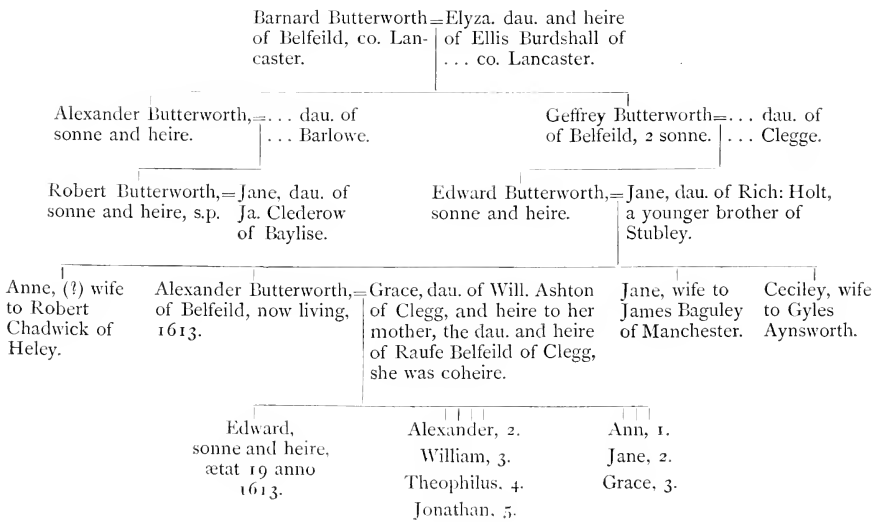 Barnard Butterworth=Elyza. dau. and heire
of Belfeild, co. Lan- of Ellis Burdshall of
caster. ... co. Lancaster.
Alexander Butterworth,=... dau. of
sonne and heire. ... Barlowe.
Geffrey Butterworth=... dau. of
of Belfeild, 2 sonne. ... Clegge.
Robert Butterworth,=Jane, dau. of
sonne and heire, s.p. Ja. Clederow
of Baylise.
Edward Butterworth,=Jane, dau. of Rich: Holt,
sonne and heire. a younger brother of
Stubley.
Anne, (?) wife
to Robert
Chadwick of
Heley.
Alexander Butterworth,=Grace, dau. of Will. Ashton
of Belfeild, now living, of Clegg, and heire to her
1613. mother, the dau. and heire
of Raufe Belfeild of Clegg,
she was coheire.
Jane, wife to
James Baguley
of Manchester.
Ceciley, wife
to Gyles
Aynsworth.
Edward,
sonne and heire,
ætat 19 anno
1613.
Alexander, 2.
William, 3.
Theophilus, 4.
Jonathan, 5.
Ann, 1.
Jane, 2.
Grace, 3.